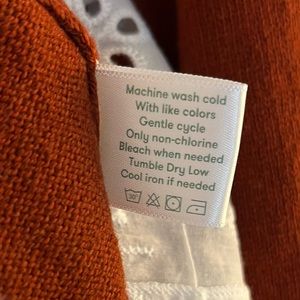 Machine wash cold
With like colors
Gentle cycle
Only non-chlorine
Bleach when needed
Tumble Dry Low
Cool iron if needed